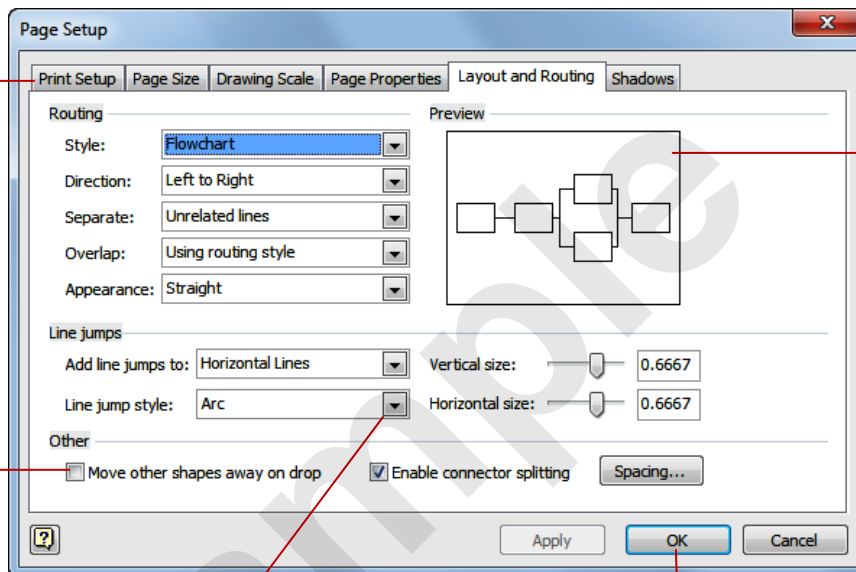 Page Setup
Print Setup Page Size Drawing Scale Page Properties Layout and Routing Shadows
Routing
Preview
Style: Flowchart
Direction: Left to Right
Separate: Unrelated lines
Overlap: Using routing style
Appearance: Straight
Line jumps
Add line jumps to: Horizontal Lines
Vertical size: 0.6667
Line jump style: Arc
Horizontal size: 0.6667
Other
Move other shapes away on drop
Enable connector splitting
Spacing...
?
Apply
OK
Cancel